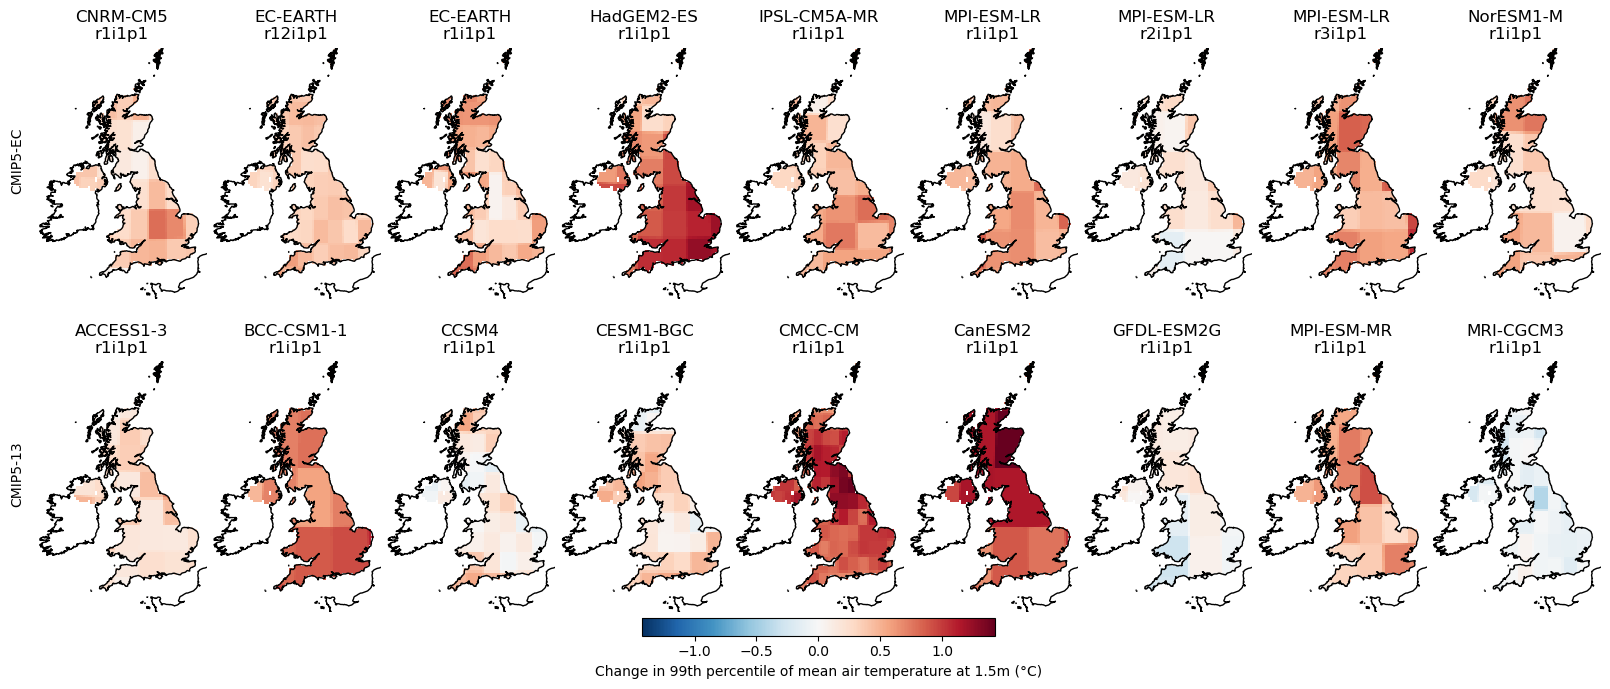 CNRM-CM5 EC-EARTH EC-EARTH HadGEM2-ES IPSL-CM5A-MR MPI-ESM-LR MPI-ESM-LR MPI-ESM-LR NorESM1-M
r1i1p1 r12i1p1 r1i1p1 r1i1p1 r1i1p1 r1i1p1 r2i1p1 r3i1p1 r1i1p1
CMIP5-EC
ACCESS1-3 BCC-CSM1-1 CCSM4 CESM1-BGC CMCC-CM CanESM2 GFDL-ESM2G MPI-ESM-MR MRI-CGCM3
r1i1p1 r1i1p1 r1i1p1 r1i1p1 r1i1p1 r1i1p1 r1i1p1 r1i1p1 r1i1p1
CMIP5-13
−1.0 −0.5 0.0 0.5 1.0
Change in 99th percentile of mean air temperature at 1.5m (°C)